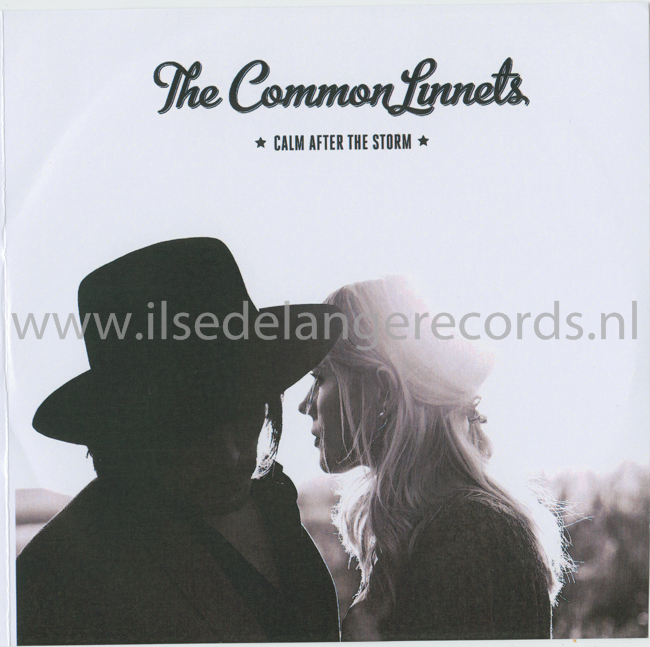 The Common Linnets
★ CALM AFTER THE STORM ★
www.ilsedelangerecords.nl